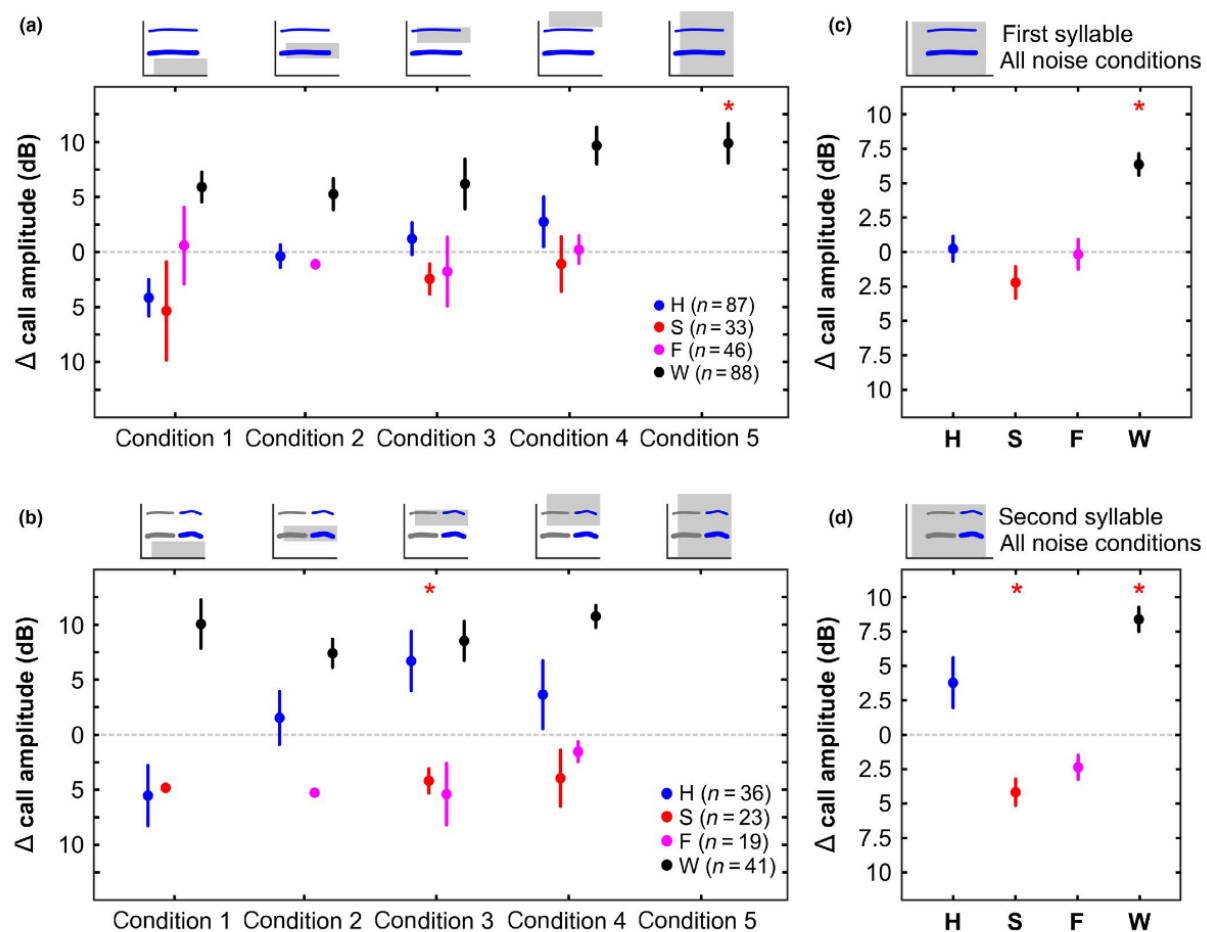 (a)
First syllable
All noise conditions
(c)
Δ call amplitude (dB)
10
5
0
5
10
*
H (n = 87)
S (n = 33)
F (n = 46)
W (n = 88)
Condition 1 Condition 2 Condition 3 Condition 4 Condition 5
Δ call amplitude (dB)
10
7.5
5
2.5
0
2.5
5
7.5
10
*
H S F W
(b)
Second syllable
All noise conditions
(d)
Δ call amplitude (dB)
10
5
0
5
10
*
H (n = 36)
S (n = 23)
F (n = 19)
W (n = 41)
Condition 1 Condition 2 Condition 3 Condition 4 Condition 5
Δ call amplitude (dB)
10
7.5
5
2.5
0
2.5
5
7.5
10
* *
H S F W